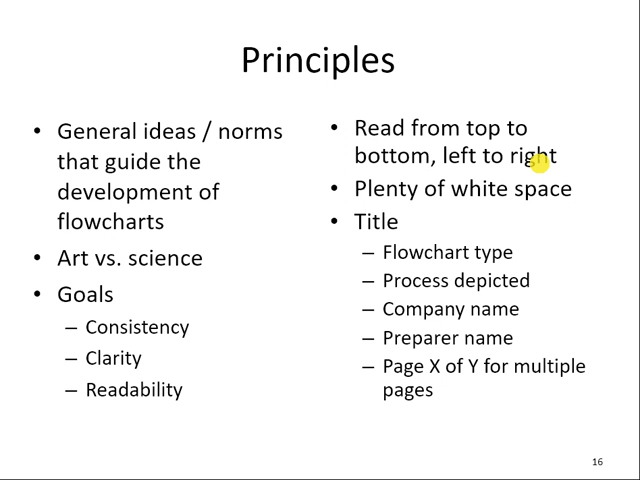 Principles
• General ideas / norms
that guide the
development of
flowcharts
• Art vs. science
• Goals
– Consistency
– Clarity
– Readability
• Read from top to
bottom, left to right
• Plenty of white space
• Title
– Flowchart type
– Process depicted
– Company name
– Preparer name
– Page X of Y for multiple
pages
16